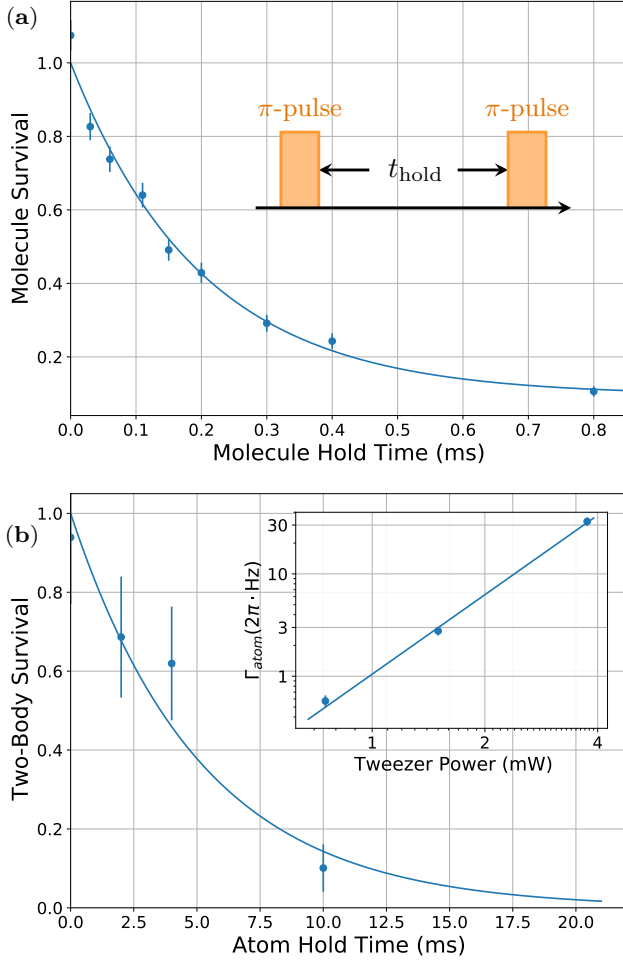 (a)
Molecule Survival
1.0
0.8
0.6
0.4
0.2
π-pulse π-pulse
t_hold
0.0 0.1 0.2 0.3 0.4 0.5 0.6 0.7 0.8
Molecule Hold Time (ms)
(b)
Two-Body Survival
1.0
0.8
0.6
0.4
0.2
0.0
Γ_atom(2π · Hz)
30
10
3
1
1 2 4
Tweezer Power (mW)
0.0 2.5 5.0 7.5 10.0 12.5 15.0 17.5 20.0
Atom Hold Time (ms)